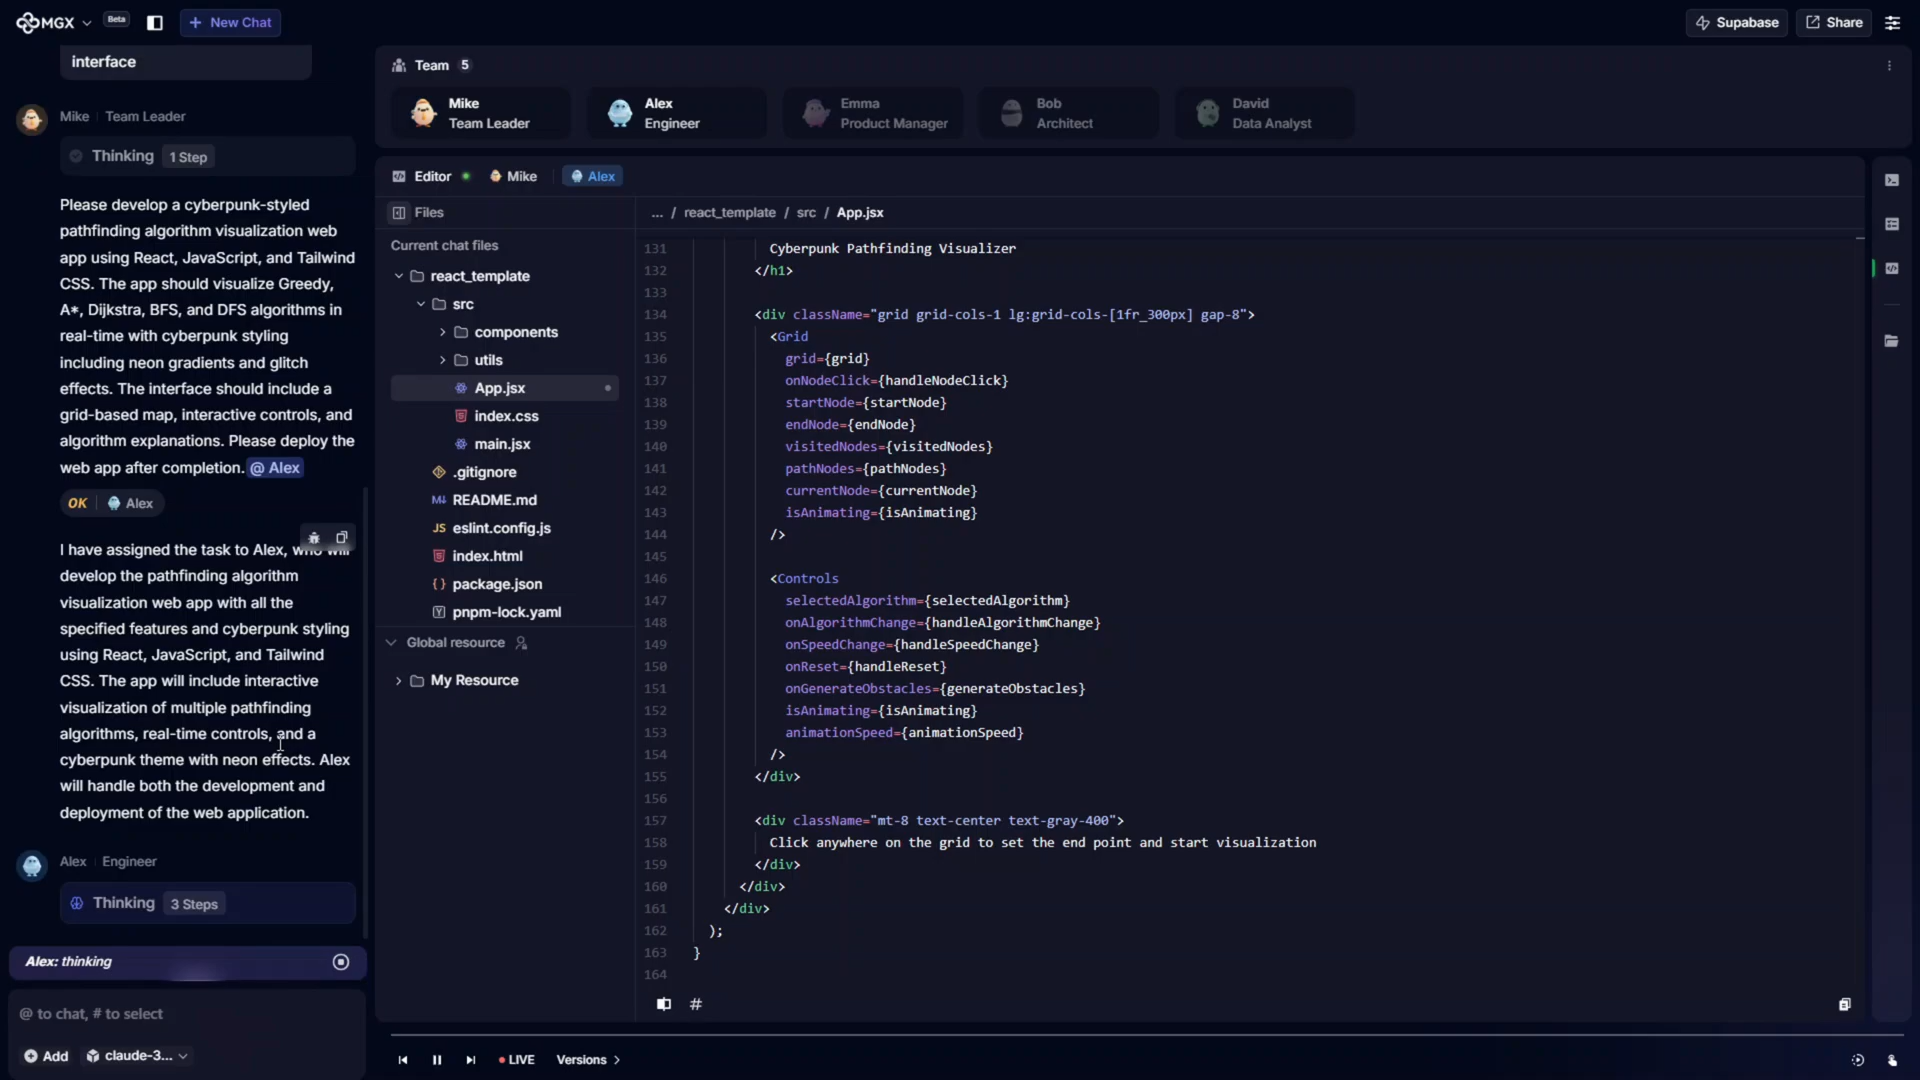 MGX
Beta
New Chat
Supabase
Share
interface
Mike Team Leader
Thinking 1 Step
Please develop a cyberpunk-styled
pathfinding algorithm visualization web
app using React, JavaScript, and Tailwind
CSS. The app should visualize Greedy,
A*, Dijkstra, BFS, and DFS algorithms in
real-time with cyberpunk styling
including neon gradients and glitch
effects. The interface should include a
grid-based map, interactive controls, and
algorithm explanations. Please deploy the
web app after completion. @ Alex
OK Alex
I have assigned the task to Alex, who will
develop the pathfinding algorithm
visualization web app with all the
specified features and cyberpunk styling
using React, JavaScript, and Tailwind
CSS. The app will include interactive
visualization of multiple pathfinding
algorithms, real-time controls, and a
cyberpunk theme with neon effects. Alex
will handle both the development and
deployment of the web application.
Alex Engineer
Thinking 3 Steps
Alex: thinking
@ to chat, # to select
Add claude-3...
Team 5
Mike
Team Leader
Alex
Engineer
Emma
Product Manager
Bob
Architect
David
Data Analyst
Editor Mike Alex
Files
Current chat files
react_template
src
components
utils
App.jsx
index.css
main.jsx
.gitignore
M↓ README.md
JS eslint.config.js
index.html
{} package.json
Y pnpm-lock.yaml
Global resource
My Resource
... / react_template / src / App.jsx
131 Cyberpunk Pathfinding Visualizer
132 </h1>
133
134 <div className="grid grid-cols-1 lg:grid-cols-[1fr_300px] gap-8">
135 <Grid
136 grid={grid}
137 onNodeClick={handleNodeClick}
138 startNode={startNode}
139 endNode={endNode}
140 visitedNodes={visitedNodes}
141 pathNodes={pathNodes}
142 currentNode={currentNode}
143 isAnimating={isAnimating}
144 />
145
146 <Controls
147 selectedAlgorithm={selectedAlgorithm}
148 onAlgorithmChange={handleAlgorithmChange}
149 onSpeedChange={handleSpeedChange}
150 onReset={handleReset}
151 onGenerateObstacles={generateObstacles}
152 isAnimating={isAnimating}
153 animationSpeed={animationSpeed}
154 />
155 </div>
156
157 <div className="mt-8 text-center text-gray-400">
158 Click anywhere on the grid to set the end point and start visualization
159 </div>
160 </div>
161 </div>
162 );
163 }
164
#
LIVE Versions